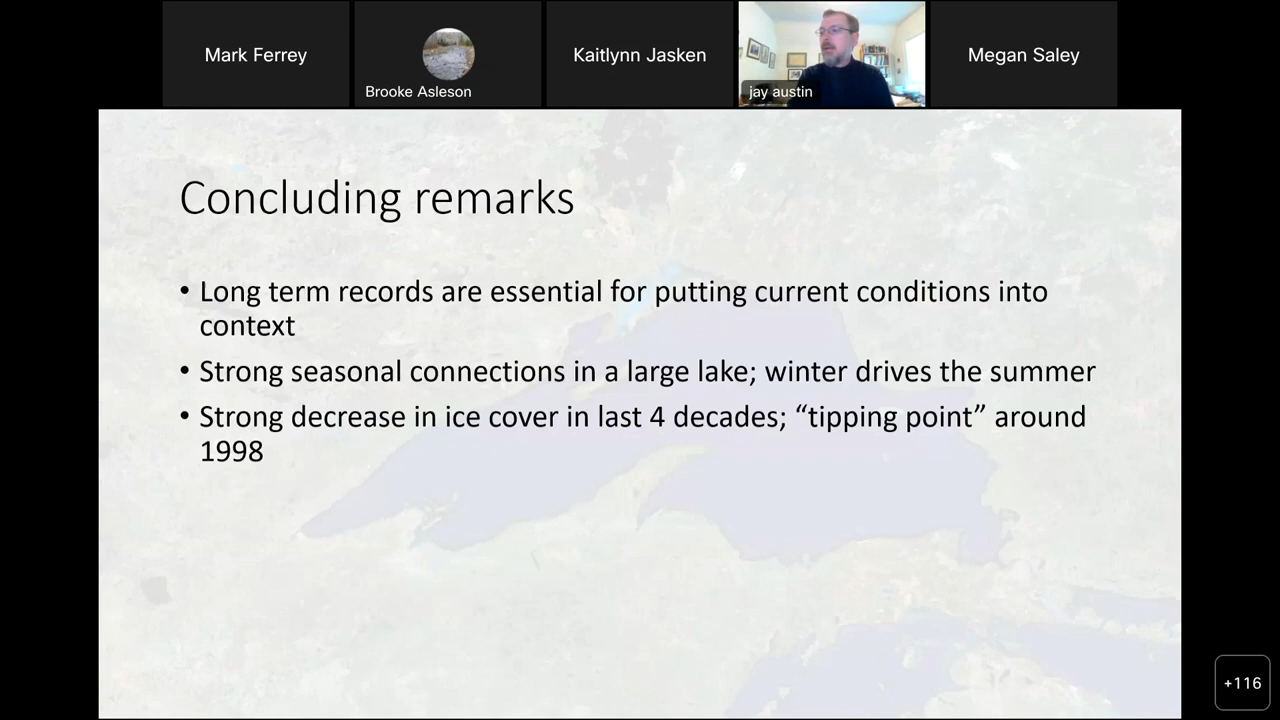 Mark Ferrey
Brooke Asleson
Kaitlynn Jasken
jay austin
Megan Saley
Concluding remarks
• Long term records are essential for putting current conditions into
context
• Strong seasonal connections in a large lake; winter drives the summer
• Strong decrease in ice cover in last 4 decades; “tipping point” around
1998
+116